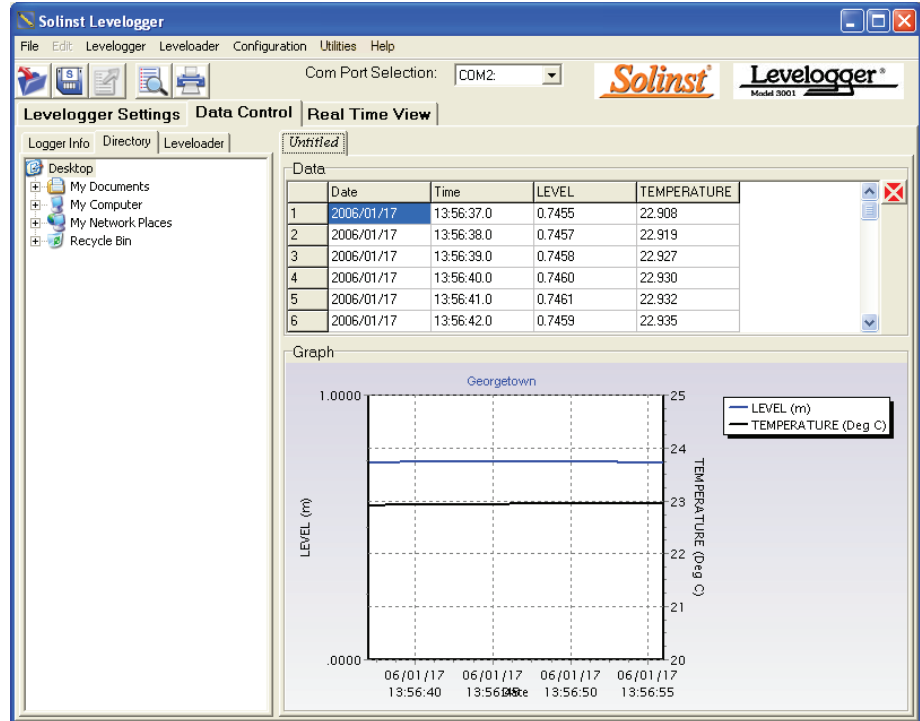 Solinst Levelogger
File Edit Levelogger Leveloader Configuration Utilities Help
Com Port Selection: COM2:
Solinst
Levelogger
Model 3001
Levelogger Settings Data Control Real Time View
Logger Info Directory Leveloader
Desktop
My Documents
My Computer
My Network Places
Recycle Bin
Untitled
Data
Date Time LEVEL TEMPERATURE
1 2006/01/17 13:56:37.0 0.7455 22.908
2 2006/01/17 13:56:38.0 0.7457 22.919
3 2006/01/17 13:56:39.0 0.7458 22.927
4 2006/01/17 13:56:40.0 0.7460 22.930
5 2006/01/17 13:56:41.0 0.7461 22.932
6 2006/01/17 13:56:42.0 0.7459 22.935
Graph
Georgetown
1.0000
.0000
LEVEL (m)
25
24
23
22
21
20
TEMPERATURE (Deg C)
LEVEL (m)
TEMPERATURE (Deg C)
06/01/17 06/01/17 06/01/17 06/01/17
13:56:40 13:56:45 13:56:50 13:56:55
Date